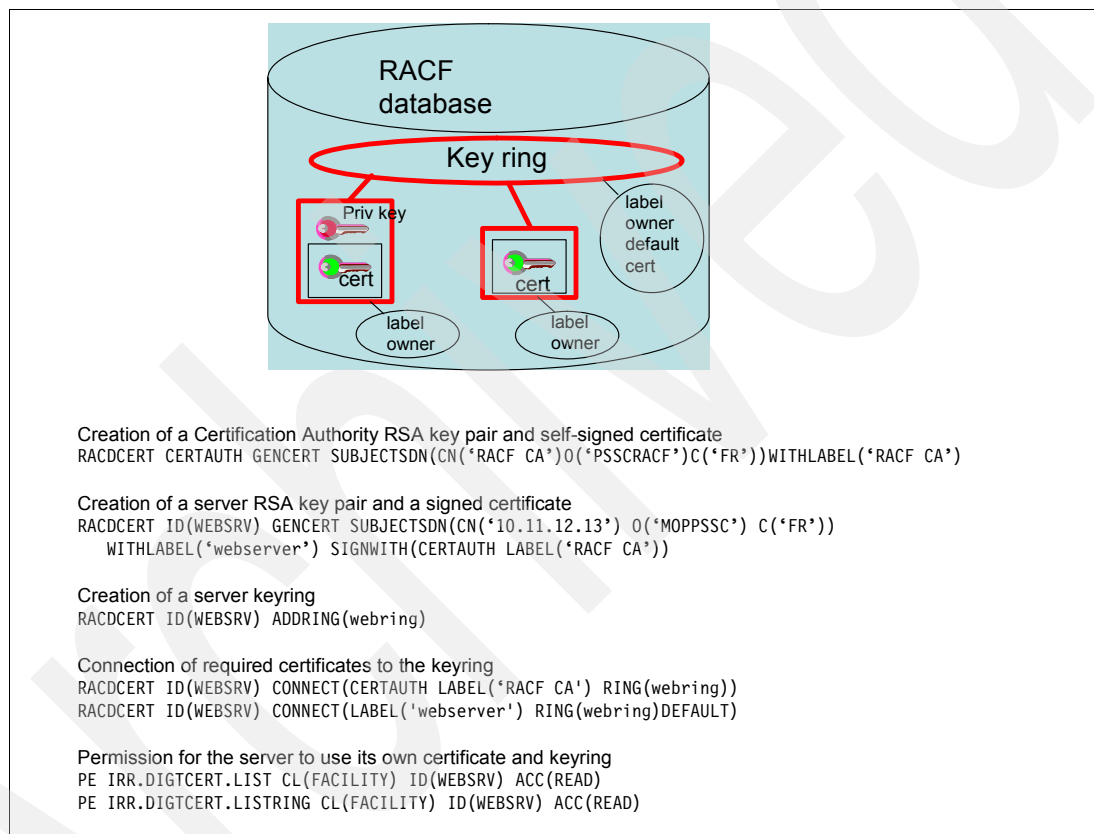 RACF
database
Key ring
Priv key
cert
label
owner
cert
label
owner
label
owner
default
cert
Creation of a Certification Authority RSA key pair and self-signed certificate
RACDCERT CERTAUTH GENCERT SUBJECTSDN(CN(‘RACF CA’)O(‘PSSCRACF’)C(‘FR’))WITHLABEL(‘RACF CA’)
Creation of a server RSA key pair and a signed certificate
RACDCERT ID(WEBSRV) GENCERT SUBJECTSDN(CN(‘10.11.12.13’) O(‘MOPPSSC’) C(‘FR’))
WITHLABEL(‘webserver’) SIGNWITH(CERTAUTH LABEL(‘RACF CA’))
Creation of a server keyring
RACDCERT ID(WEBSRV) ADDRING(webring)
Connection of required certificates to the keyring
RACDCERT ID(WEBSRV) CONNECT(CERTAUTH LABEL(‘RACF CA') RING(webring))
RACDCERT ID(WEBSRV) CONNECT(LABEL('webserver') RING(webring)DEFAULT)
Permission for the server to use its own certificate and keyring
PE IRR.DIGTCERT.LIST CL(FACILITY) ID(WEBSRV) ACC(READ)
PE IRR.DIGTCERT.LISTRING CL(FACILITY) ID(WEBSRV) ACC(READ)